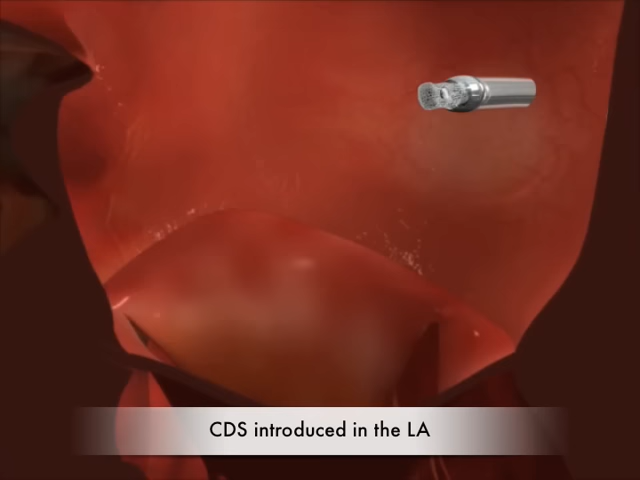 CDS introduced in the LA